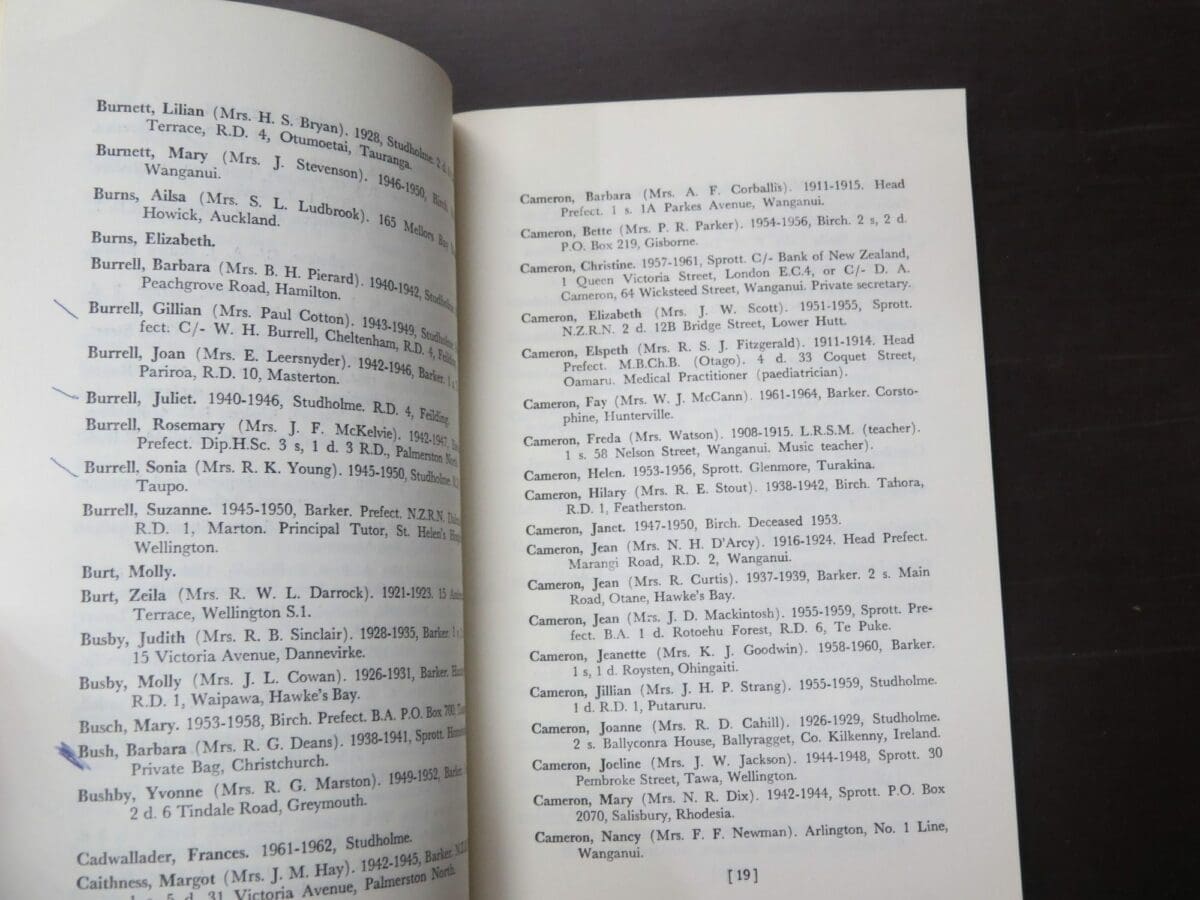 Burnett, Lilian (Mrs. H. S. Bryan). 1928, Studholme. 2 d.
Terrace, R.D. 4, Otumoetai, Tauranga.
Burnett, Mary (Mrs. J. Stevenson). 1946-1950, Birch.
Wanganui.
Burns, Ailsa (Mrs. S. L. Ludbrook). 165 Mellors Bay
Howick, Auckland.
Burns, Elizabeth.
Burrell, Barbara (Mrs. B. H. Pierard). 1940-1942, Studholme.
Peachgrove Road, Hamilton.
Burrell, Gillian (Mrs. Paul Cotton). 1943-1949, Studholme.
fect. C/- W. H. Burrell, Cheltenham, R.D. 4, Feilding
Burrell, Joan (Mrs. E. Leersnyder). 1942-1946, Barker. 1 s.
Pariroa, R.D. 10, Masterton.
Burrell, Juliet. 1940-1946, Studholme. R.D. 4, Feilding.
Burrell, Rosemary (Mrs. J. F. McKelvie). 1942-1947,
Prefect. Dip.H.Sc. 3 s, 1 d. 3 R.D., Palmerston North.
Burrell, Sonia (Mrs. R. K. Young). 1945-1950, Studholme.
Taupo.
Burrell, Suzanne. 1945-1950, Barker. Prefect. N.Z.R.N.
R.D. 1, Marton. Principal Tutor, St. Helen's
Wellington.
Burt, Molly.
Burt, Zeila (Mrs. R. W. L. Darrock). 1921-1923. 15
Terrace, Wellington S.1.
Busby, Judith (Mrs. R. B. Sinclair). 1928-1935, Barker. 1 s
15 Victoria Avenue, Dannevirke.
Busby, Molly (Mrs. J. L. Cowan). 1926-1931, Barker.
R.D. 1, Waipawa, Hawke's Bay.
Busch, Mary. 1953-1958, Birch. Prefect. B.A. P.O. Box 700,
Bush, Barbara (Mrs. R. G. Deans). 1938-1941, Sprott.
Private Bag, Christchurch.
Bushby, Yvonne (Mrs. R. G. Marston). 1949-1952, Barker.
2 d. 6 Tindale Road, Greymouth.
Cadwallader, Frances. 1961-1962, Studholme.
Caithness, Margot (Mrs. J. M. Hay). 1942-1945, Barker.
5 d. 31 Victoria Avenue, Palmerston North.
Cameron, Barbara (Mrs. A. F. Corballis). 1911-1915. Head
Prefect. 1 s. 1A Parkes Avenue, Wanganui.
Cameron, Bette (Mrs. P. R. Parker). 1954-1956, Birch. 2 s, 2 d.
P.O. Box 219, Gisborne.
Cameron, Christine. 1957-1961, Sprott. C/- Bank of New Zealand,
1 Queen Victoria Street, London E.C.4, or C/- D. A.
Cameron, 64 Wicksteed Street, Wanganui. Private secretary.
Cameron, Elizabeth (Mrs. J. W. Scott). 1951-1955, Sprott.
N.Z.R.N. 2 d. 12B Bridge Street, Lower Hutt.
Cameron, Elspeth (Mrs. R. S. J. Fitzgerald). 1911-1914. Head
Prefect. M.B.Ch.B. (Otago). 4 d. 33 Coquet Street,
Oamaru. Medical Practitioner (paediatrician).
Cameron, Fay (Mrs. W. J. McCann). 1961-1964, Barker. Corsto-
phine, Hunterville.
Cameron, Freda (Mrs. Watson). 1908-1915. L.R.S.M. (teacher).
1 s. 58 Nelson Street, Wanganui. Music teacher).
Cameron, Helen. 1953-1956, Sprott. Glenmore, Turakina.
Cameron, Hilary (Mrs. R. E. Stout). 1938-1942, Birch. Tahora,
R.D. 1, Featherston.
Cameron, Janet. 1947-1950, Birch. Deceased 1953.
Cameron, Jean (Mrs. N. H. D'Arcy). 1916-1924. Head Prefect.
Marangi Road, R.D. 2, Wanganui.
Cameron, Jean (Mrs. R. Curtis). 1937-1939, Barker. 2 s. Main
Road, Otane, Hawke's Bay.
Cameron, Jean (Mrs. J. D. Mackintosh). 1955-1959, Sprott. Pre-
fect. B.A. 1 d. Rotoehu Forest, R.D. 6, Te Puke.
Cameron, Jeanette (Mrs. K. J. Goodwin). 1958-1960, Barker.
1 s, 1 d. Roysten, Ohingaiti.
Cameron, Jillian (Mrs. J. H. P. Strang). 1955-1959, Studholme.
1 d. R.D. 1, Putaruru.
Cameron, Joanne (Mrs. R. D. Cahill). 1926-1929, Studholme.
2 s. Ballyconra House, Ballyragget, Co. Kilkenny, Ireland.
Cameron, Joeline (Mrs. J. W. Jackson). 1944-1948, Sprott. 30
Pembroke Street, Tawa, Wellington.
Cameron, Mary (Mrs. N. R. Dix). 1942-1944, Sprott. P.O. Box
2070, Salisbury, Rhodesia.
Cameron, Nancy (Mrs. F. F. Newman). Arlington, No. 1 Line,
Wanganui.
[ 19 ]